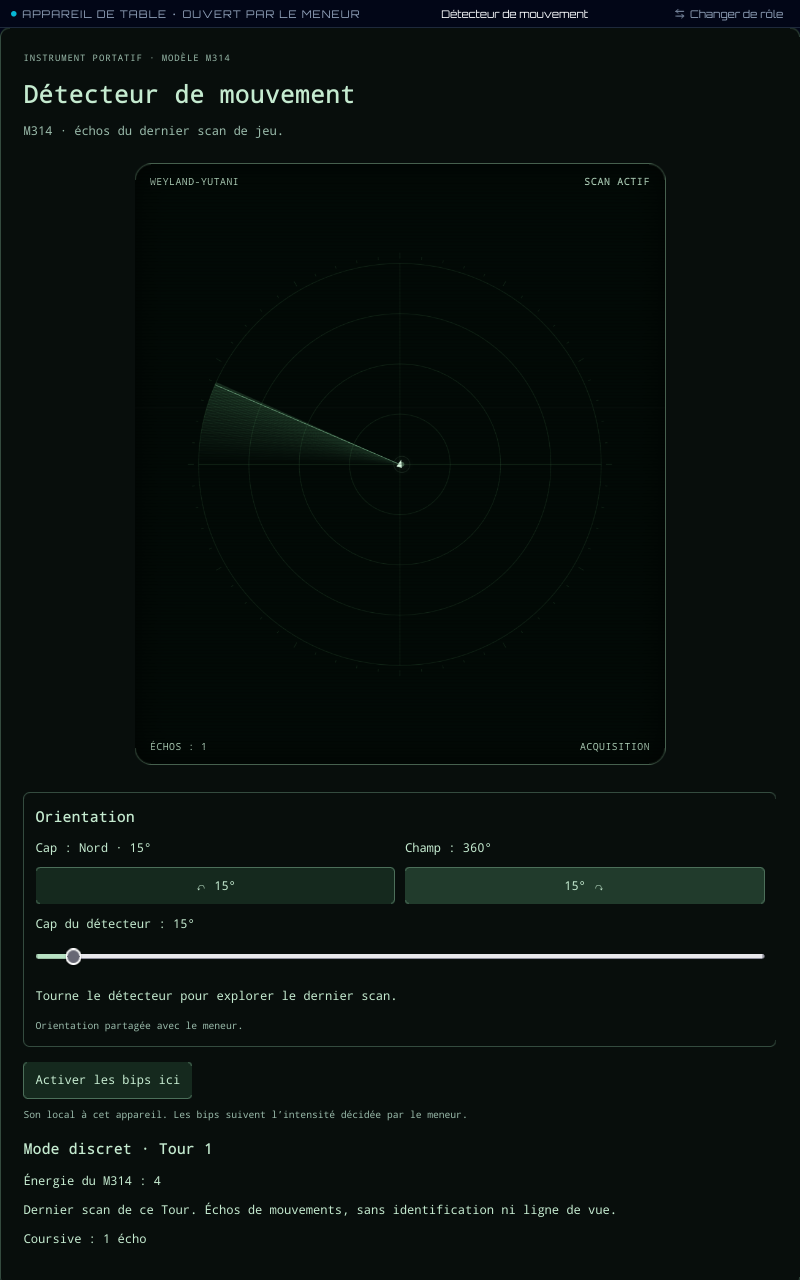 APPAREIL DE TABLE · OUVERT PAR LE MENEUR
Détecteur de mouvement
⇆ Changer de rôle
INSTRUMENT PORTATIF · MODÈLE M314
Détecteur de mouvement
M314 · échos du dernier scan de jeu.
WEYLAND-YUTANI
SCAN ACTIF
ÉCHOS : 1
ACQUISITION
Orientation
Cap : Nord · 15°
Champ : 360°
↶ 15°
15° ↷
Cap du détecteur : 15°
Tourne le détecteur pour explorer le dernier scan.
Orientation partagée avec le meneur.
Activer les bips ici
Son local à cet appareil. Les bips suivent l’intensité décidée par le meneur.
Mode discret · Tour 1
Énergie du M314 : 4
Dernier scan de ce Tour. Échos de mouvements, sans identification ni ligne de vue.
Coursive : 1 écho